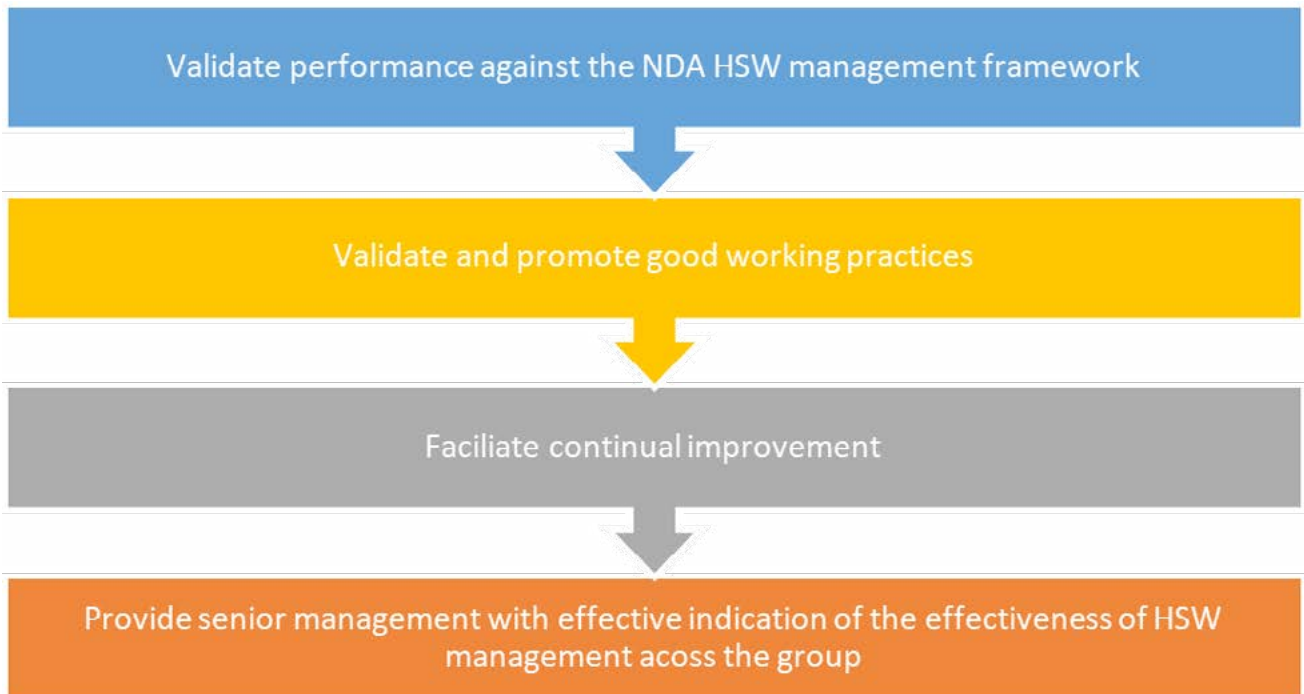 Validate performance against the NDA HSW management framework
Validate and promote good working practices
Faciliate continual improvement
Provide senior management with effective indication of the effectiveness of HSW
management acoss the group